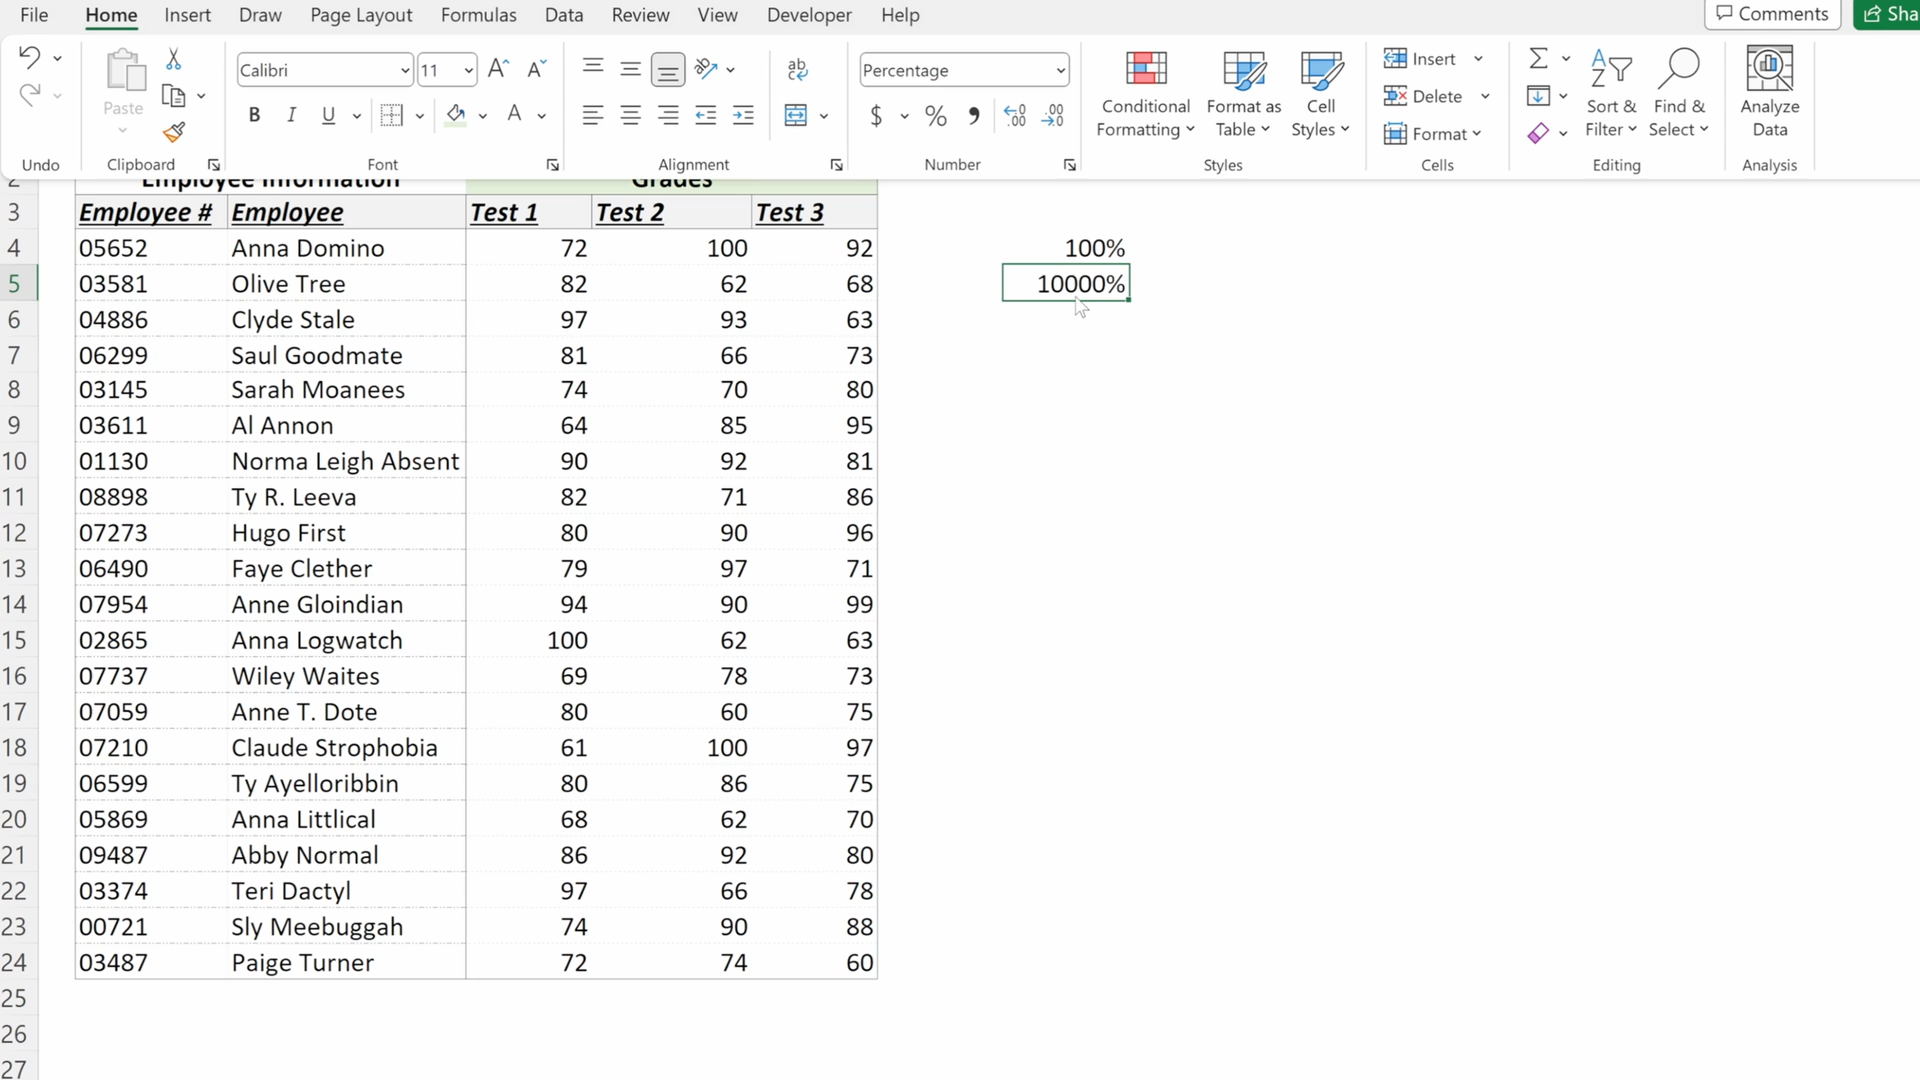 File Home Insert Draw Page Layout Formulas Data Review View Developer Help Comments Sha
Calibri 11 A A ab Percentage Insert Σ A
Z
c
Paste B I U A $ % , .00 .00 Conditional Formatting Format as Table Cell Styles Delete Format Sort & Filter Find & Select Analyze Data
Undo Clipboard Font Alignment Number Styles Cells Editing Analysis
2 Employee Information Grades
3 Employee # Employee Test 1 Test 2 Test 3
4 05652 Anna Domino 72 100 92 100%
5 03581 Olive Tree 82 62 68 10000%
6 04886 Clyde Stale 97 93 63
7 06299 Saul Goodmate 81 66 73
8 03145 Sarah Moanees 74 70 80
9 03611 Al Annon 64 85 95
10 01130 Norma Leigh Absent 90 92 81
11 08898 Ty R. Leeva 82 71 86
12 07273 Hugo First 80 90 96
13 06490 Faye Clether 79 97 71
14 07954 Anne Gloindian 94 90 99
15 02865 Anna Logwatch 100 62 63
16 07737 Wiley Waites 69 78 73
17 07059 Anne T. Dote 80 60 75
18 07210 Claude Strophobia 61 100 97
19 06599 Ty Ayelloribbin 80 86 75
20 05869 Anna Littlical 68 62 70
21 09487 Abby Normal 86 92 80
22 03374 Teri Dactyl 97 66 78
23 00721 Sly Meebuggah 74 90 88
24 03487 Paige Turner 72 74 60
25
26
27